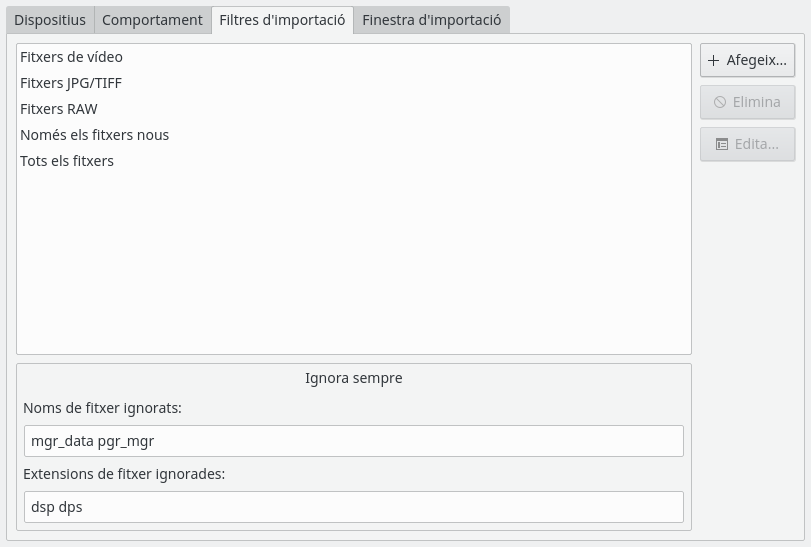 Dispositius Comportament Filtres d'importació Finestra d'importació
Fitxers de vídeo
Fitxers JPG/TIFF
Fitxers RAW
Només els fitxers nous
Tots els fitxers
Afegeix...
Elimina
Edita...
Ignora sempre
Noms de fitxer ignorats:
mgr_data pgr_mgr
Extensions de fitxer ignorades:
dsp dps